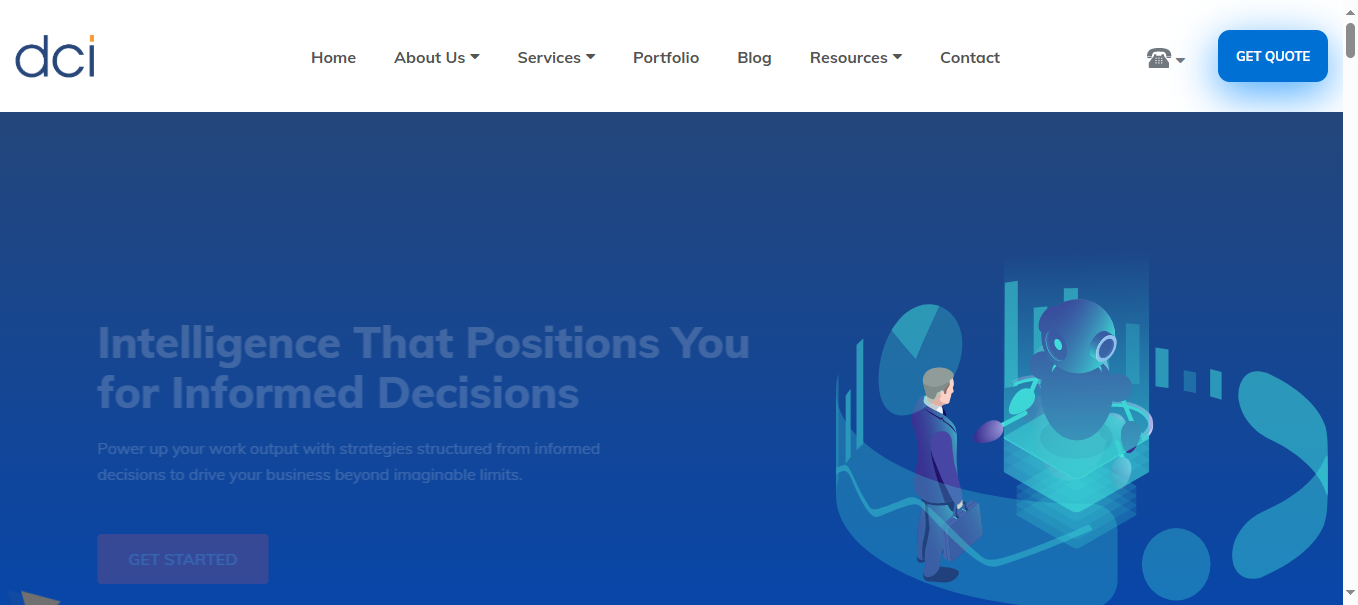 dci
Home
About Us
Services
Portfolio
Blog
Resources
Contact
GET QUOTE
Intelligence That Positions You
for Informed Decisions
Power up your work output with strategies structured from informed
decisions to drive your business beyond imaginable limits.
GET STARTED